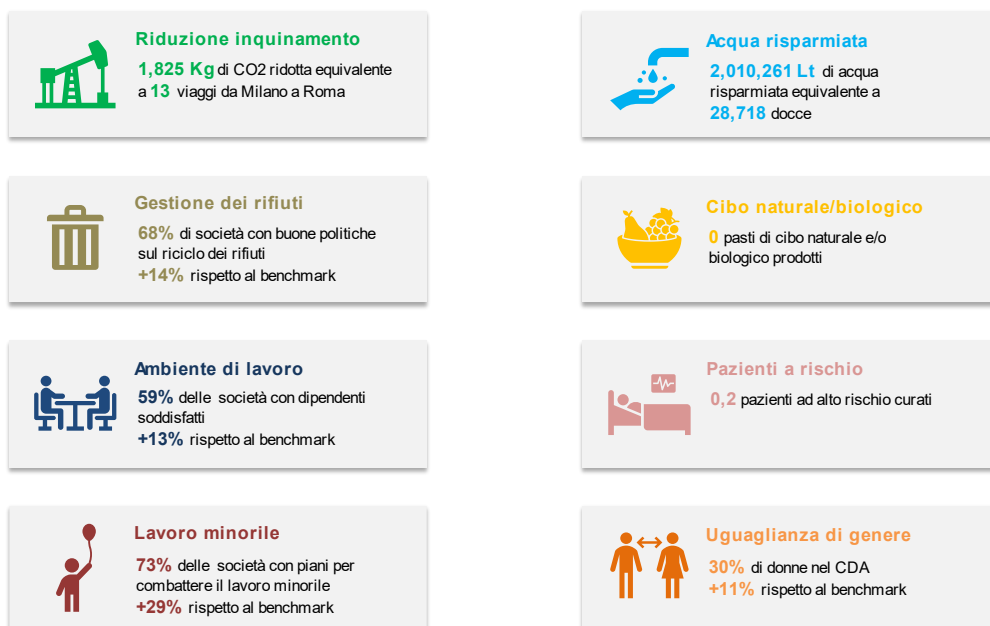 Riduzione inquinamento
1,825 Kg di CO2 ridotta equivalente
a 13 viaggi da Milano a Roma
Acqua risparmiata
2,010,261 Lt di acqua
risparmiata equivalente a
28,718 docce
Gestione dei rifiuti
68% di società con buone politiche
sul riciclo dei rifiuti
+14% rispetto al benchmark
Cibo naturale/biologico
0 pasti di cibo naturale e/o
biologico prodotti
Ambiente di lavoro
59% delle società con dipendenti
soddisfatti
+13% rispetto al benchmark
Pazienti a rischio
0,2 pazienti ad alto rischio curati
Lavoro minorile
73% delle società con piani per
combattere il lavoro minorile
+29% rispetto al benchmark
Uguaglianza di genere
30% di donne nel CDA
+11% rispetto al benchmark